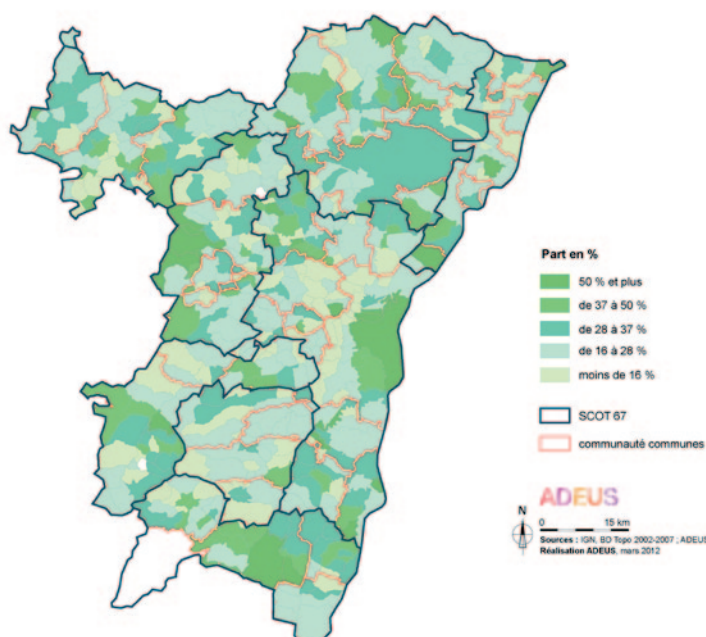 Part en %
50 % et plus
de 37 à 50 %
de 28 à 37 %
de 16 à 28 %
moins de 16 %
SCOT 67
communauté communes
ADEUS
N
0 15 km
Sources : IGN, BD Topo 2002-2007 ; ADEUS
Réalisation ADEUS, mars 2012